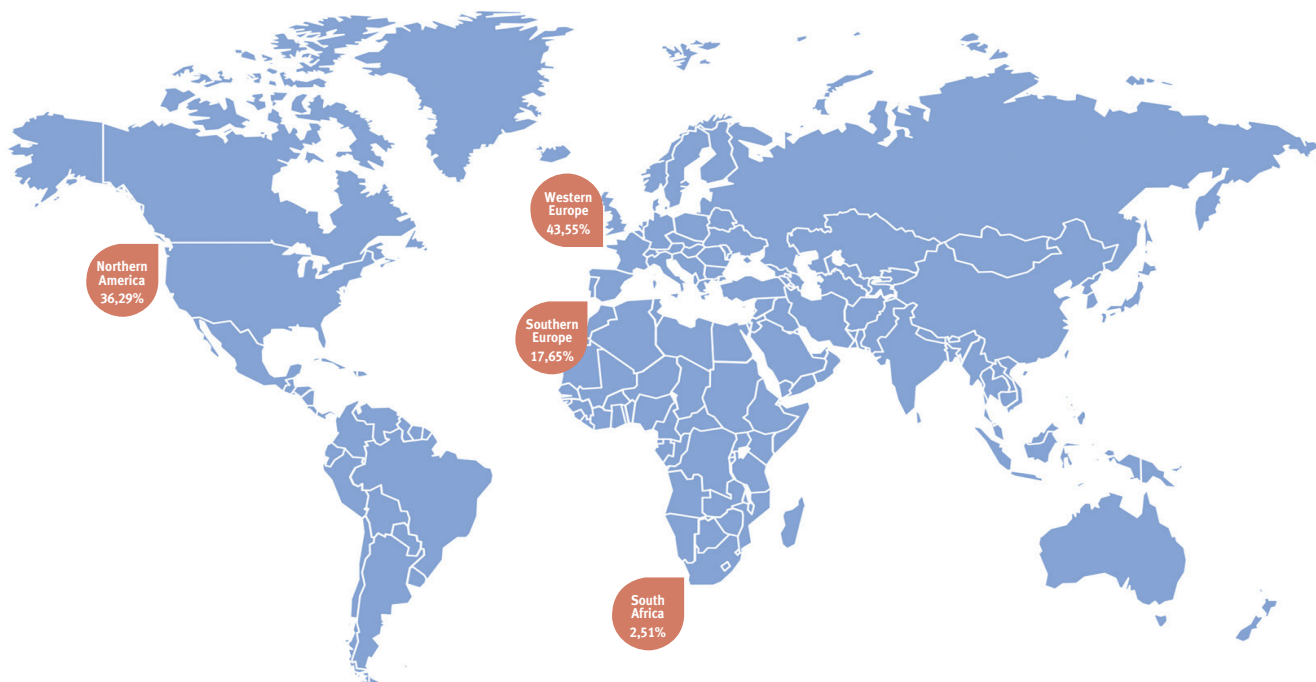 Western
Europe
43,55%
Northern
America
36,29%
Southern
Europe
17,65%
South
Africa
2,51%